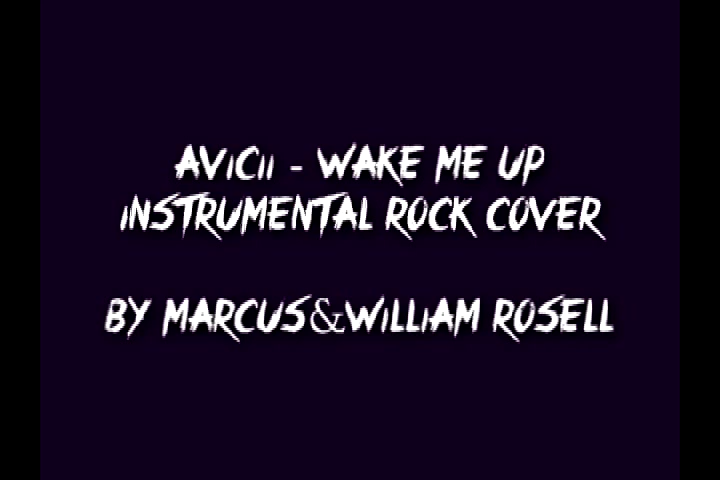 AViCii - WAKE ME UP
iNSTRUMENTAL ROCK COVER
BY MARCUS&WiLLiAM ROSELL